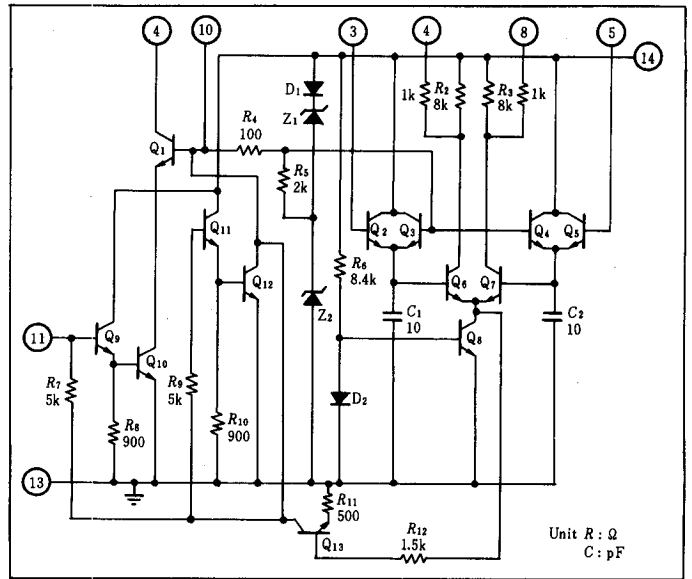 4
10
3
4
8
5
14
D1
Z1
R4
100
R5
2k
1k
R2
8k
R3
8k
1k
Q1
Q11
Q2
Q3
Q4
Q5
R6
8.4k
Q12
Z2
Q6
Q7
C1
10
C2
10
Q8
11
Q9
Q10
R7
5k
R9
5k
D2
R8
900
R10
900
13
R11
500
R12
1.5k
Q13
Unit R : Ω
C : pF